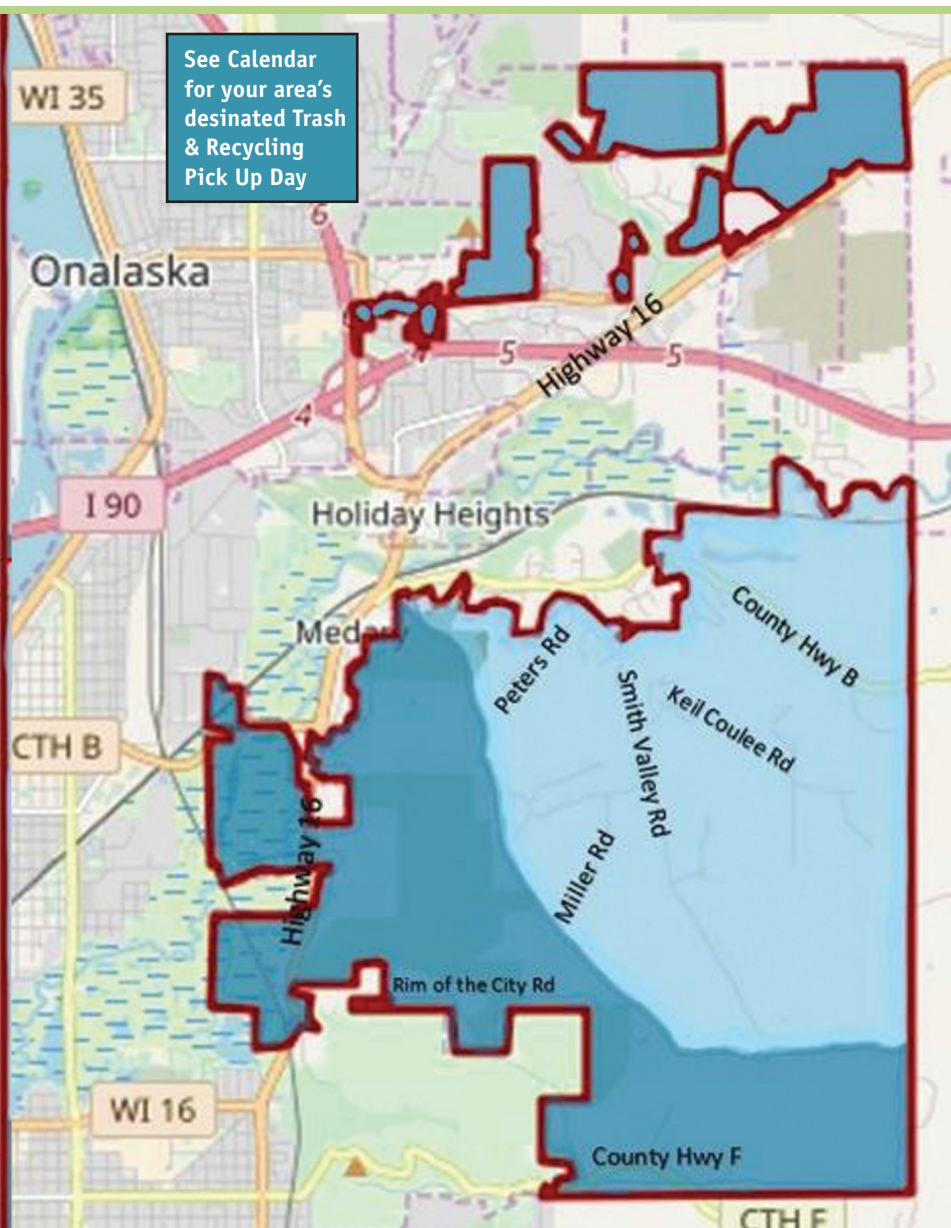 See Calendar
for your area's
desinated Trash
& Recycling
Pick Up Day
WI 35
6
Onalaska
Highway 16
5
5
4
I 90
Holiday Heights
Medary
County Hwy B
Peters Rd
Smith Valley Rd
Keil Coulee Rd
CTH B
Highway 16
Miller Rd
Rim of the City Rd
WI 16
County Hwy F
CTH F